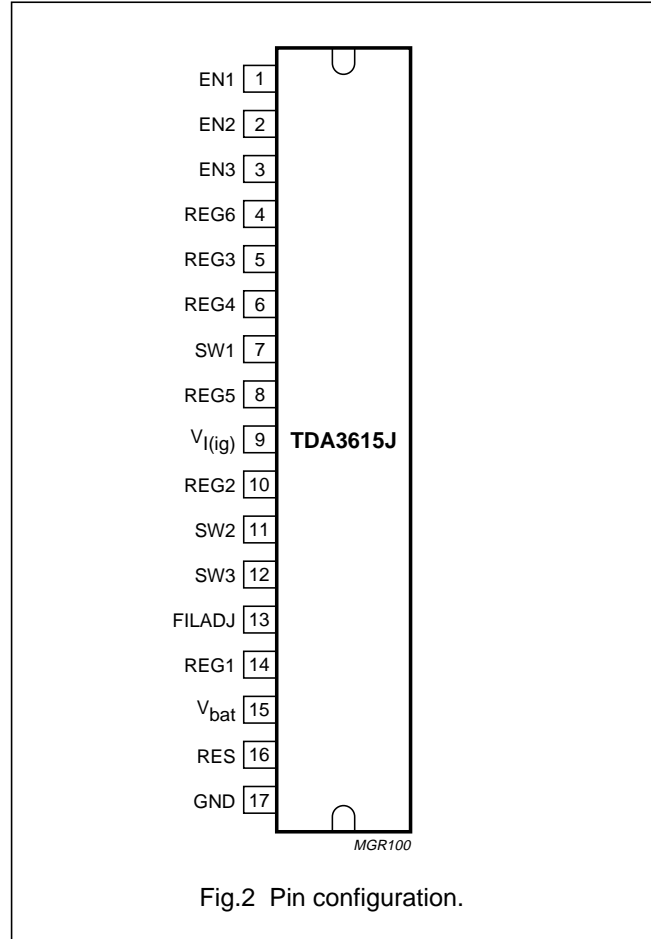 EN1 1
EN2 2
EN3 3
REG6 4
REG3 5
REG4 6
SW1 7
REG5 8
VI(ig) 9 TDA3615J
REG2 10
SW2 11
SW3 12
FILADJ 13
REG1 14
Vbat 15
RES 16
GND 17
MGR100
Fig.2 Pin configuration.